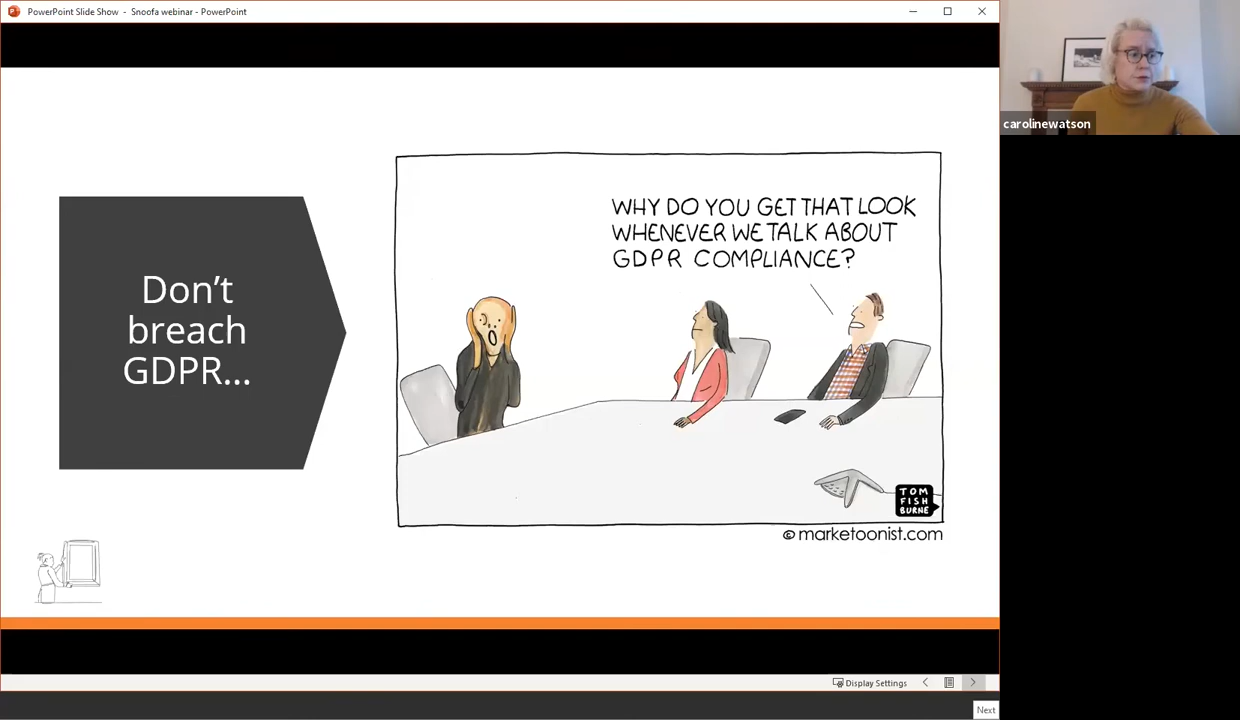 PowerPoint Slide Show - Snoofa webinar - PowerPoint
carolinewatson
Don’t
breach
GDPR...
WHY DO YOU GET THAT LOOK
WHENEVER WE TALK ABOUT
GDPR COMPLIANCE?
TOM
FISH
BURNE
© marketoonist.com
Display Settings
Next